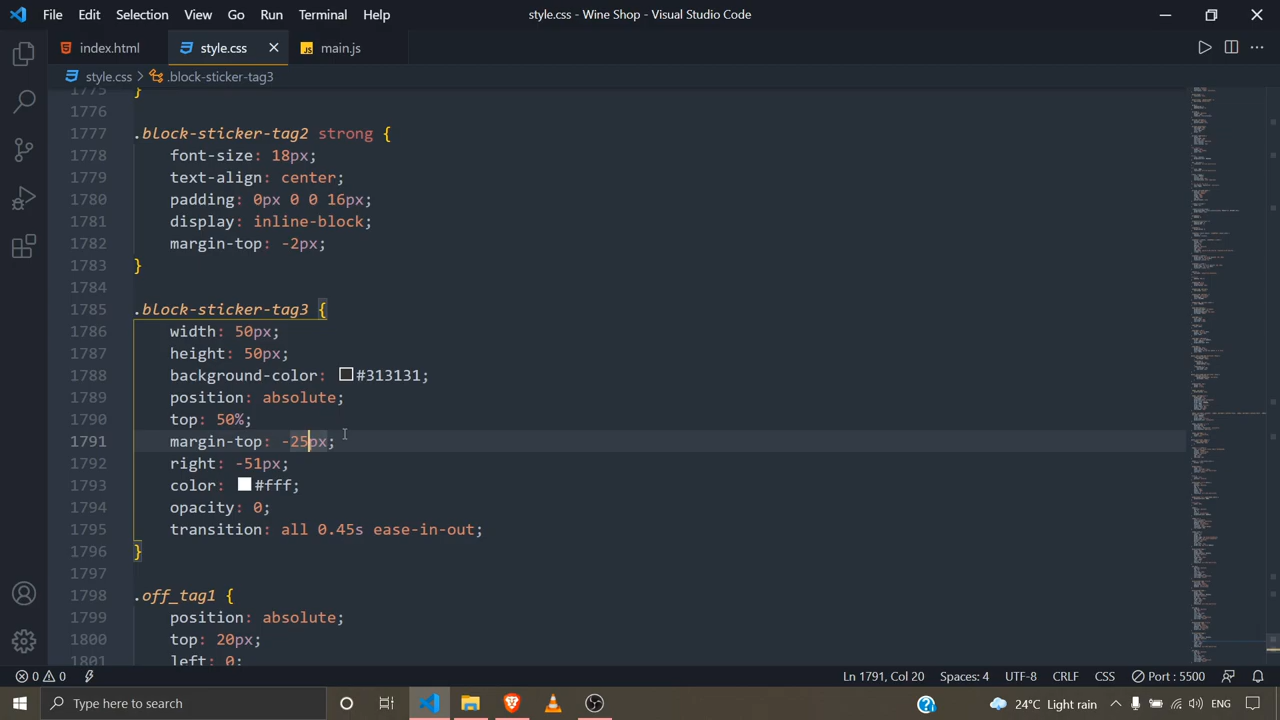 File Edit Selection View Go Run Terminal Help style.css - Wine Shop - Visual Studio Code
index.html style.css main.js
style.css > .block-sticker-tag3
1775 }
1776
1777 .block-sticker-tag2 strong {
1778 font-size: 18px;
1779 text-align: center;
1780 padding: 0px 0 0 16px;
1781 display: inline-block;
1782 margin-top: -2px;
1783 }
1784
1785 .block-sticker-tag3 {
1786 width: 50px;
1787 height: 50px;
1788 background-color: #313131;
1789 position: absolute;
1790 top: 50%;
1791 margin-top: -25px;
1792 right: -51px;
1793 color: #fff;
1794 opacity: 0;
1795 transition: all 0.45s ease-in-out;
1796 }
1797
1798 .off_tag1 {
1799 position: absolute;
1800 top: 20px;
1801 left: 0;
0 0 Ln 1791, Col 20 Spaces: 4 UTF-8 CRLF CSS Port : 5500
Type here to search 24°C Light rain ENG